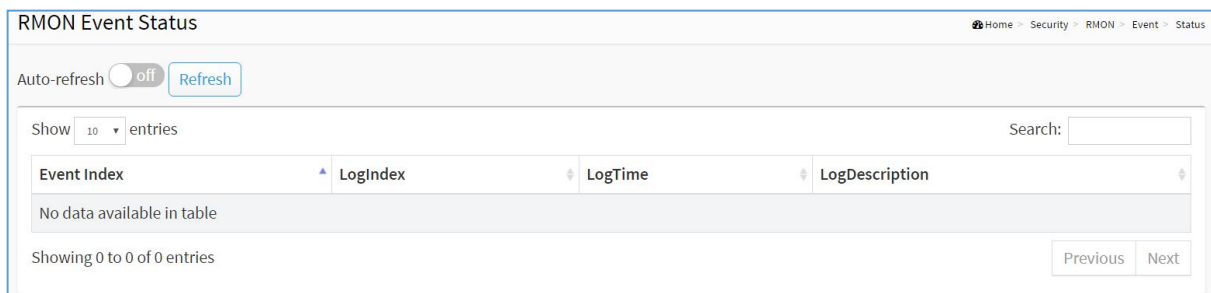 RMON Event Status
Home > Security > RMON > Event > Status
Auto-refresh off Refresh
Show 10 entries
Search:
Event Index LogIndex LogTime LogDescription
No data available in table
Showing 0 to 0 of 0 entries
Previous Next